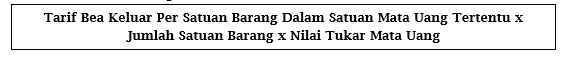 Tarif Bea Keluar Per Satuan Barang Dalam Satuan Mata Uang Tertentu x
Jumlah Satuan Barang x Nilai Tukar Mata Uang